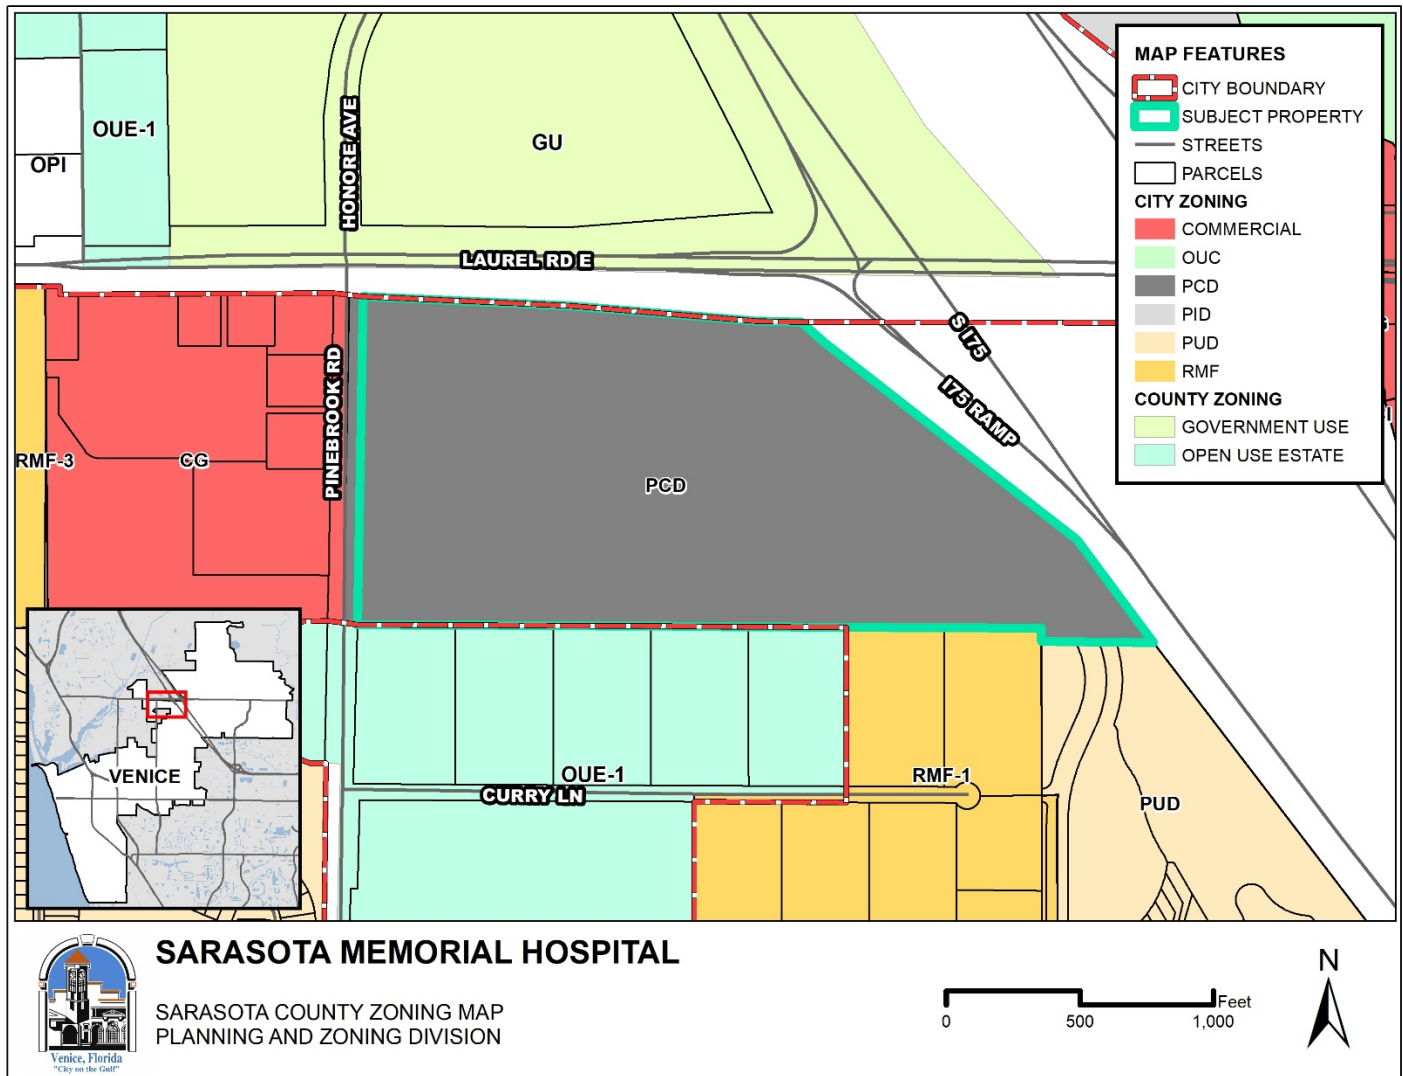 MAP FEATURES
CITY BOUNDARY
SUBJECT PROPERTY
STREETS
PARCELS
CITY ZONING
COMMERCIAL
OUC
PCD
PID
PUD
RMF
COUNTY ZONING
GOVERNMENT USE
OPEN USE ESTATE
OUE-1
OPI
GU
HONORE AVE
LAUREL RD E
S I75
I75 RAMP
PINEBROOK RD
RMF-3
CG
PCD
VENICE
OUE-1
CURRY LN
RMF-1
PUD
SARASOTA MEMORIAL HOSPITAL
SARASOTA COUNTY ZONING MAP
PLANNING AND ZONING DIVISION
Venice, Florida
"City on the Gulf"
Feet
0 500 1,000
N